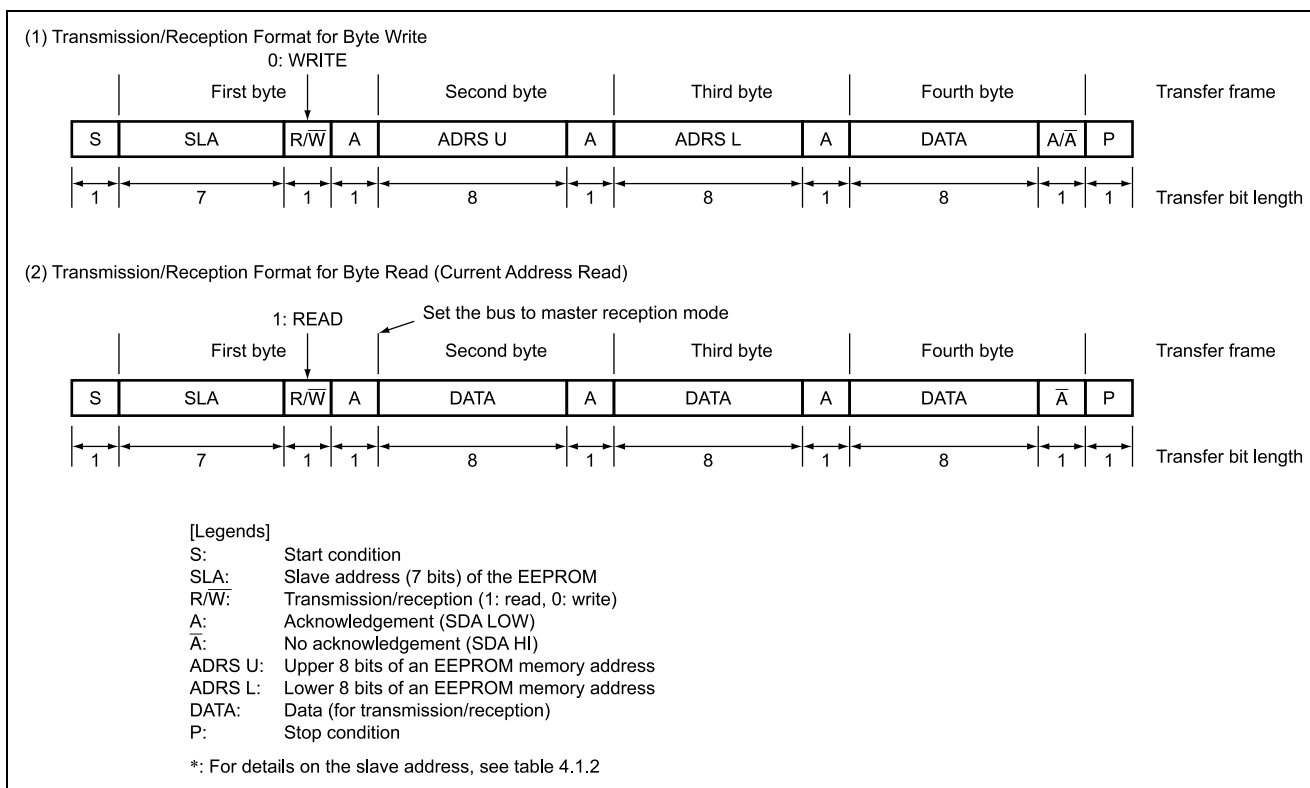 (1) Transmission/Reception Format for Byte Write
0: WRITE
First byte Second byte Third byte Fourth byte Transfer frame
S SLA R/W̅ A ADRS U A ADRS L A DATA A/A̅ P
1 7 1 1 8 1 8 1 8 1 1 Transfer bit length
(2) Transmission/Reception Format for Byte Read (Current Address Read)
1: READ Set the bus to master reception mode
First byte Second byte Third byte Fourth byte Transfer frame
S SLA R/W̅ A DATA A DATA A DATA A̅ P
1 7 1 1 8 1 8 1 8 1 1 Transfer bit length
[Legends]
S: Start condition
SLA: Slave address (7 bits) of the EEPROM
R/W̅: Transmission/reception (1: read, 0: write)
A: Acknowledgement (SDA LOW)
A̅: No acknowledgement (SDA HI)
ADRS U: Upper 8 bits of an EEPROM memory address
ADRS L: Lower 8 bits of an EEPROM memory address
DATA: Data (for transmission/reception)
P: Stop condition
*: For details on the slave address, see table 4.1.2